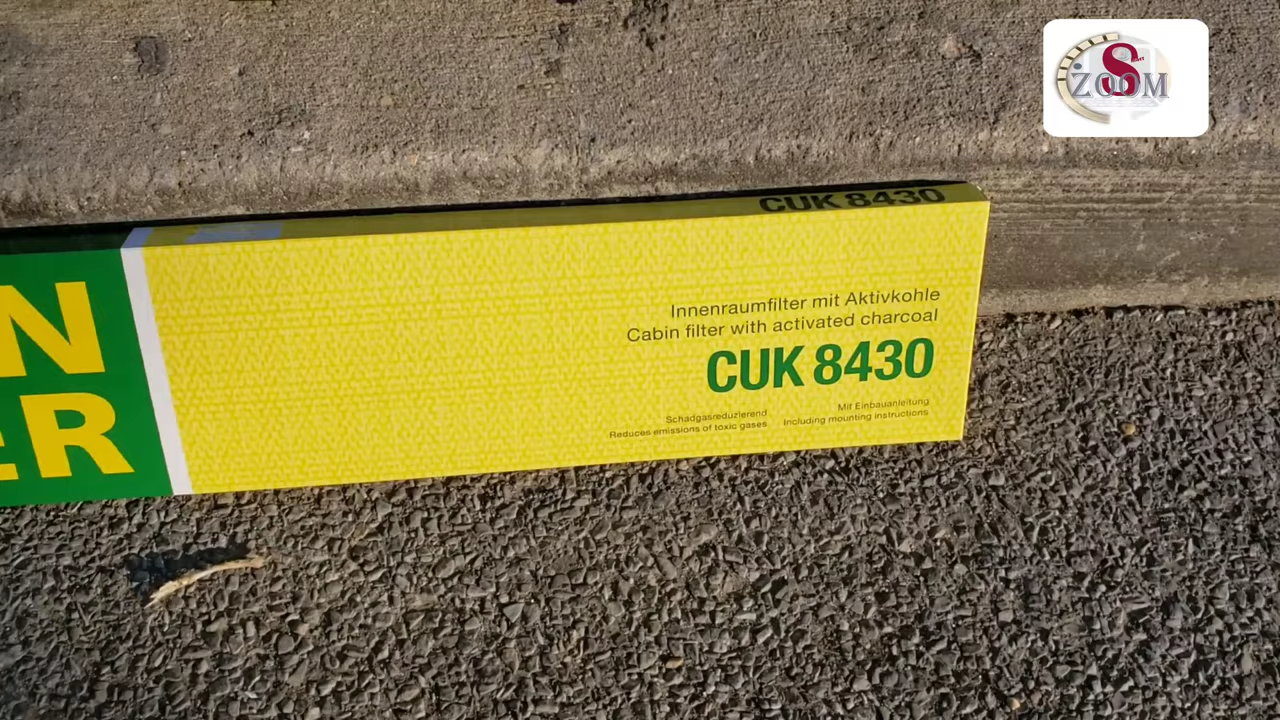 S
ZOOM
CUK 8430
N
ER
Innenraumfilter mit Aktivkohle
Cabin filter with activated charcoal
CUK 8430
Schadgasreduzierend
Reduces emissions of toxic gases
Mit Einbauanleitung
Including mounting instructions